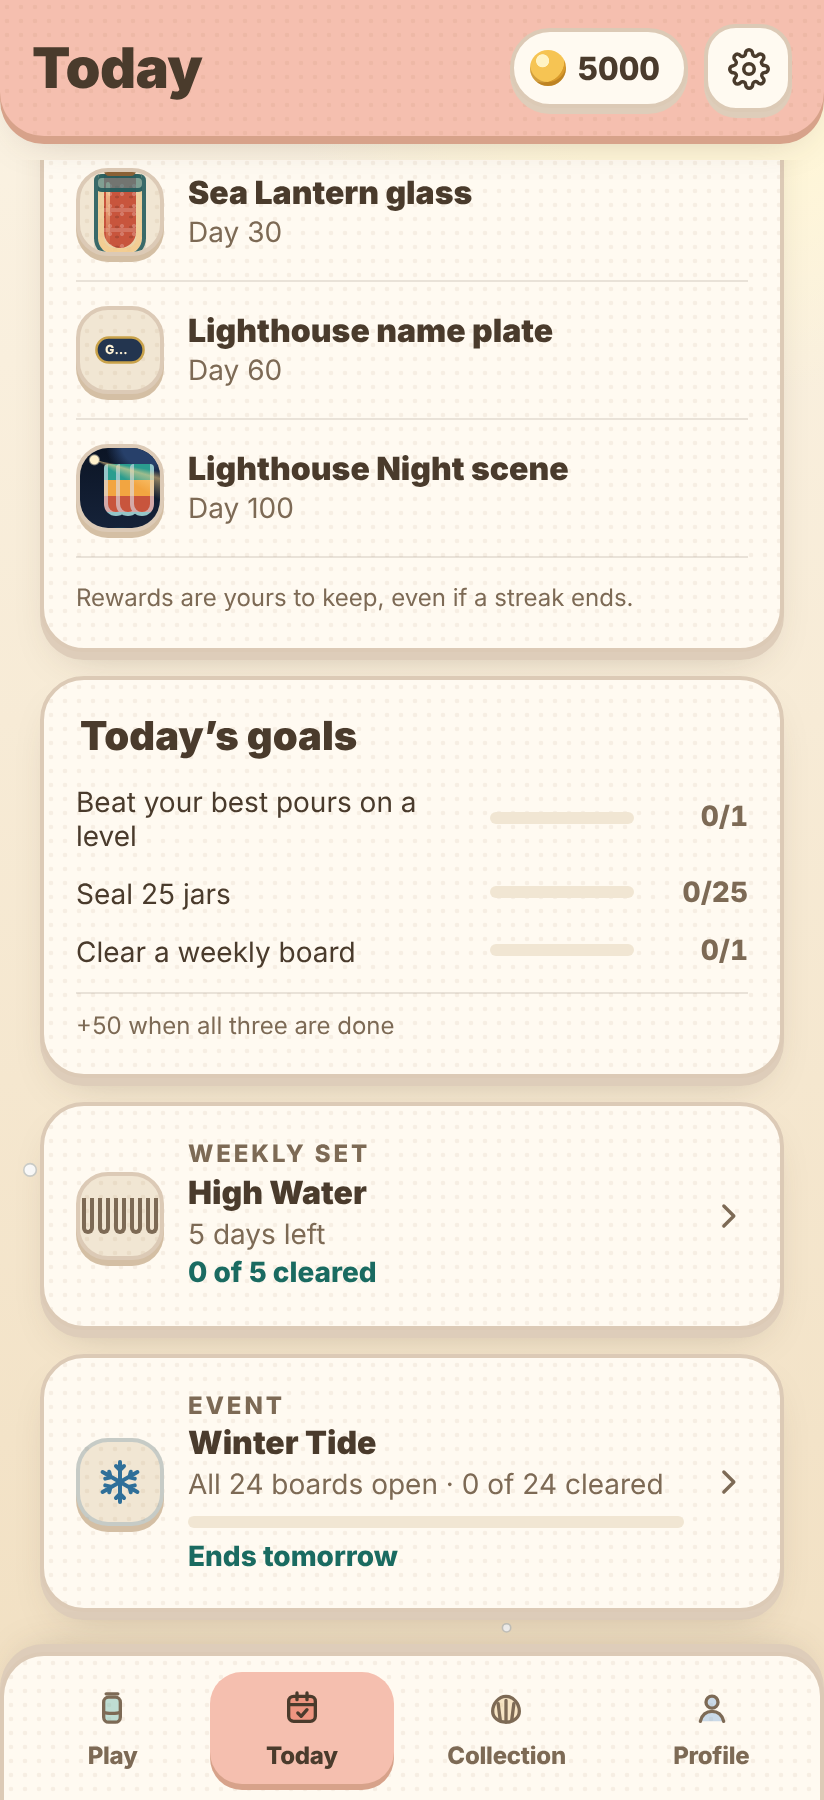 Today
5000
Sea Lantern glass
Day 30
G...
Lighthouse name plate
Day 60
Lighthouse Night scene
Day 100
Rewards are yours to keep, even if a streak ends.
Today’s goals
Beat your best pours on a
level
0/1
Seal 25 jars
0/25
Clear a weekly board
0/1
+50 when all three are done
WEEKLY SET
High Water
5 days left
0 of 5 cleared
EVENT
Winter Tide
All 24 boards open · 0 of 24 cleared
Ends tomorrow
Play
Today
Collection
Profile